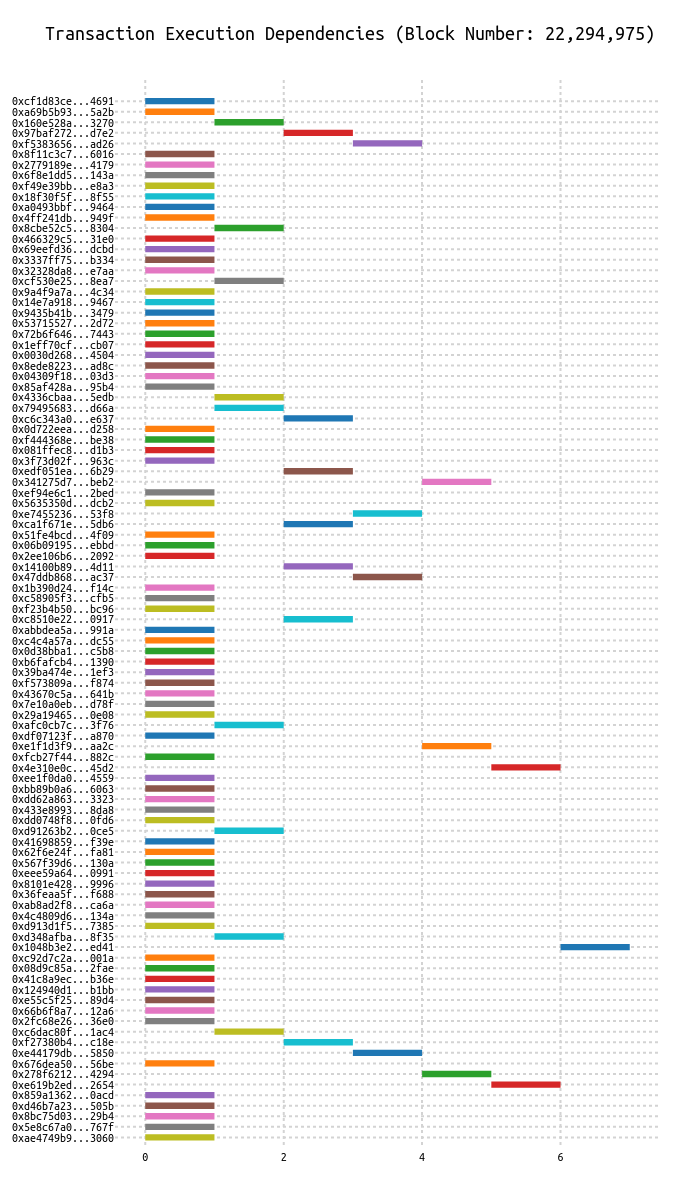 Transaction Execution Dependencies (Block Number: 22,294,975)
0xcf1d83ce...4691
0xa69b5b93...5a2b
0x160e528a...3270
0x97baf272...d7e2
0xf5383656...ad26
0x8f11c3c7...6016
0x2779189e...4179
0x6f8e1dd5...143a
0xf49e39bb...e8a3
0x18f30f5f...8f55
0xa0493bbf...9464
0x4ff241db...949f
0x8cbe52c5...8304
0x466329c5...31e0
0x69eefd36...dcbd
0x3337ff75...b334
0x32328da8...e7aa
0xcf530e25...8ea7
0x9a4f9a7a...4c34
0x14e7a918...9467
0x9435b41b...3479
0x53715527...2d72
0x72b6f646...7443
0x1eff70cf...cb07
0x0030d268...4504
0x8ede8223...ad8c
0x04309f18...03d3
0x85af428a...95b4
0x4336cbaa...5edb
0x79495683...d66a
0xc6c343a0...e637
0x0d722eea...d258
0xf444368e...be38
0x081ffec8...d1b3
0x3f73d02f...963c
0xedf051ea...6b29
0x341275d7...beb2
0xef94e6c1...2bed
0x5635350d...dcb2
0xe7455236...53f8
0xca1f671e...5db6
0x51fe4bcd...4f09
0x06b09195...ebbd
0x2ee106b6...2092
0x14100b89...4d11
0x47ddb868...ac37
0x1b390d24...f14c
0xc58905f3...cfb5
0xf23b4b50...bc96
0xc8510e22...0917
0xabbdea5a...991a
0xc4c4a57a...dc55
0x0d38bba1...c5b8
0xb6fafcb4...1390
0x39ba474e...1ef3
0xf573809a...f874
0x43670c5a...641b
0x7e10a0eb...d78f
0x29a19465...0e08
0xafc0cb7c...3f76
0xdf07123f...a870
0xe1f1d3f9...aa2c
0xfcb27f44...882c
0x4e310e0c...45d2
0xee1f0da0...4559
0xbb89b0a6...6063
0xdd62a863...3323
0x433e8993...8da8
0xdd0748f8...0fd6
0xd91263b2...0ce5
0x41698859...f39e
0x62f6e24f...fa81
0x567f39d6...130a
0xeee59a64...0991
0x8101e428...9996
0x36feaa5f...f688
0xab8ad2f8...ca6a
0x4c4809d6...134a
0xd913d1f5...7385
0xd348afba...8f35
0x1048b3e2...ed41
0xc92d7c2a...001a
0x08d9c85a...2fae
0x41c8a9ec...b36e
0x124940d1...b1bb
0xe55c5f25...89d4
0x66b6f8a7...12a6
0x2fc68e26...36e0
0xc6dac80f...1ac4
0xf27380b4...c18e
0xe44179db...5850
0x676dea50...56be
0x278f6212...4294
0xe619b2ed...2654
0x859a1362...0acd
0xd46b7a23...505b
0x8bc75d03...29b4
0x5e8c67a0...767f
0xae4749b9...3060
0 2 4 6